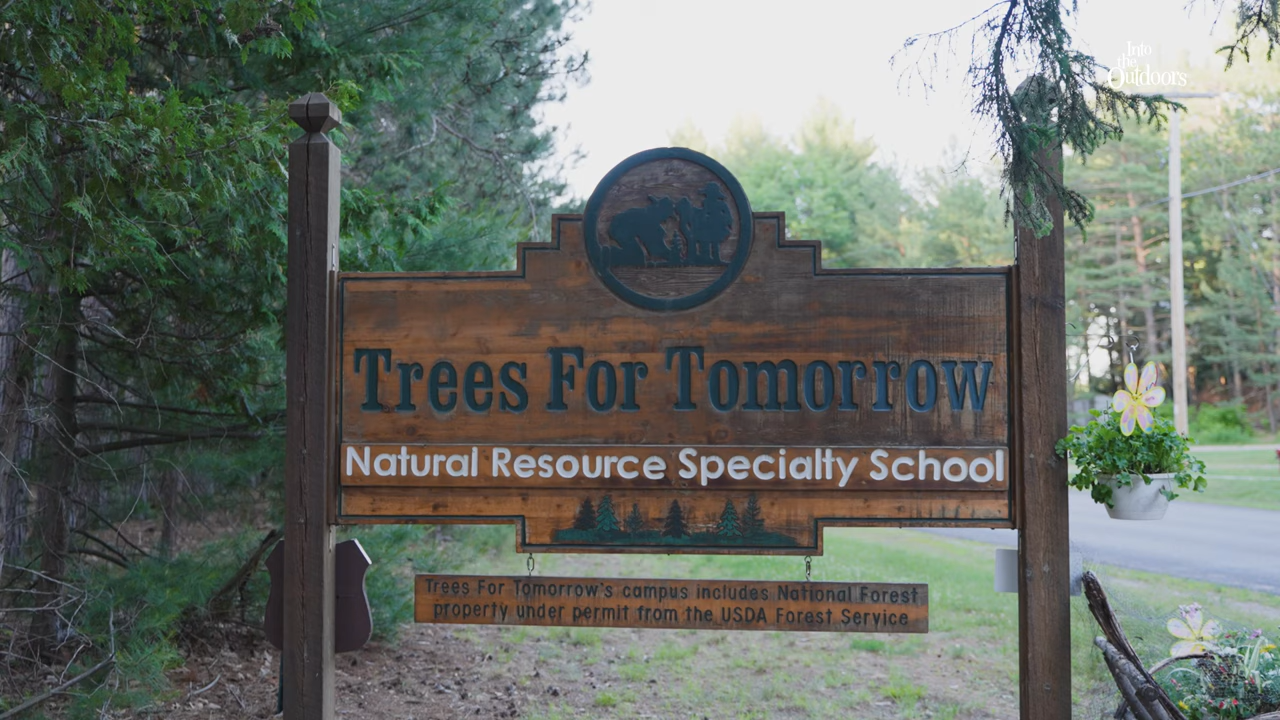 Into
the
Outdoors
Trees For Tomorrow
Natural Resource Specialty School
Trees For Tomorrow's campus includes National Forest
property under permit from the USDA Forest Service